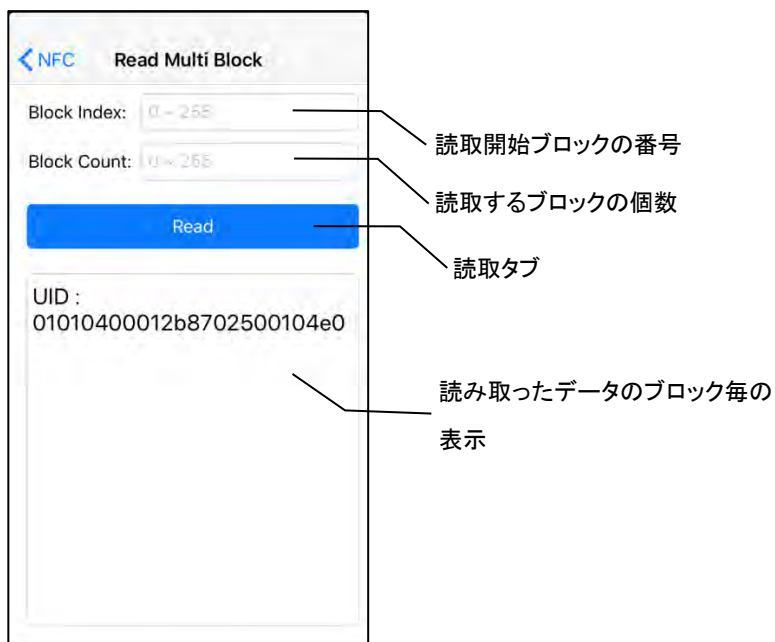 NFC
Read Multi Block
Block Index: 0 ~ 255
読取開始ブロックの番号
Block Count: 0 ~ 255
読取するブロックの個数
Read
読取タブ
UID :
01010400012b8702500104e0
読み取ったデータのブロック毎の
表示